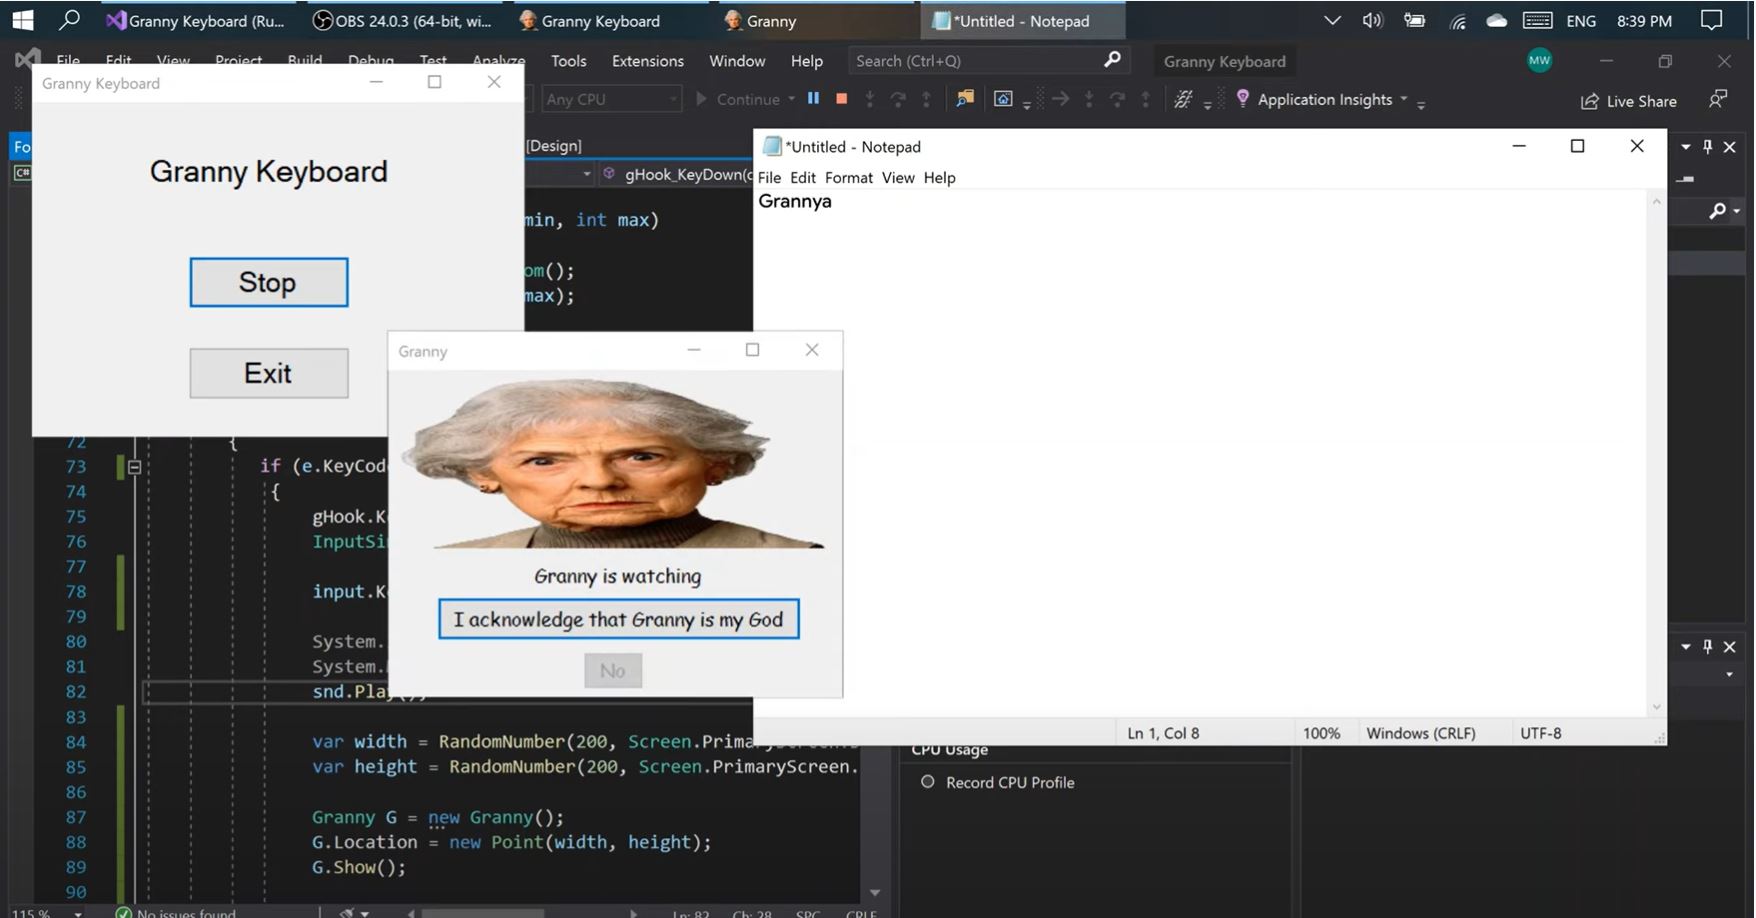 Granny Keyboard (Ru...
OBS 24.0.3 (64-bit, wi...
Granny Keyboard
Granny
*Untitled - Notepad
ENG
8:39 PM
File Edit View Project Build Debug Test Analyze Tools Extensions Window Help
Search (Ctrl+Q)
Granny Keyboard
MW
Any CPU
Continue
Application Insights
Live Share
Granny Keyboard
Granny Keyboard
Stop
Exit
Fo
[Design]
C#
gHook_KeyDown(o
min, int max)
om();
max);
*Untitled - Notepad
File Edit Format View Help
Grannya
Ln 1, Col 8
100%
Windows (CRLF)
UTF-8
Granny
Granny is watching
I acknowledge that Granny is my God
No
72 {
73 if (e.KeyCod
74 {
75 gHook.K
76 InputSi
77
78 input.K
79
80 System.
81 System.
82 snd.Play();
83
84 var width = RandomNumber(200, Screen.Primary
85 var height = RandomNumber(200, Screen.PrimaryScreen.
86
87 Granny G = new Granny();
88 G.Location = new Point(width, height);
89 G.Show();
90
CPU Usage
Record CPU Profile
115 %
No issues found
Ln: 82 Ch: 28 SPC CRLF